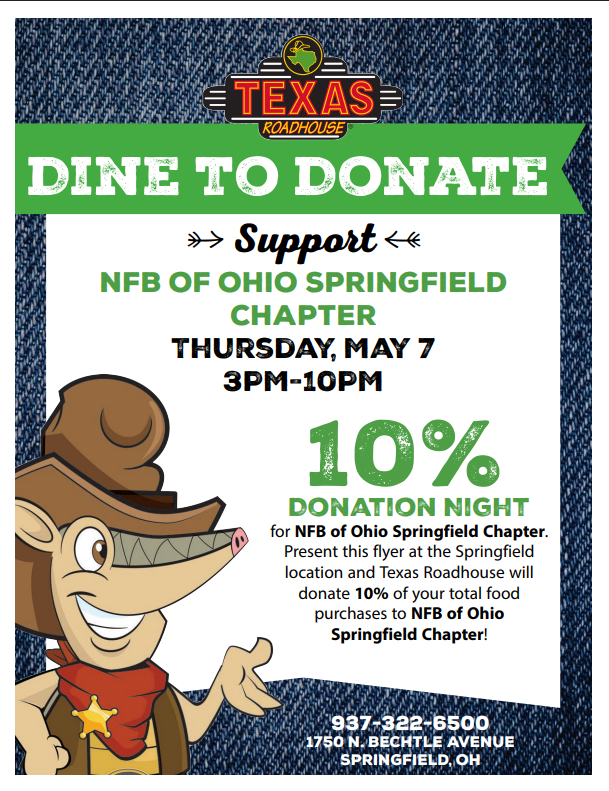 TEXAS
ROADHOUSE®
DINE TO DONATE
Support
NFB OF OHIO SPRINGFIELD
CHAPTER
THURSDAY, MAY 7
3PM-10PM
10%
DONATION NIGHT
for NFB of Ohio Springfield Chapter.
Present this flyer at the Springfield
location and Texas Roadhouse will
donate 10% of your total food
purchases to NFB of Ohio
Springfield Chapter!
937-322-6500
1750 N. BECHTLE AVENUE
SPRINGFIELD, OH